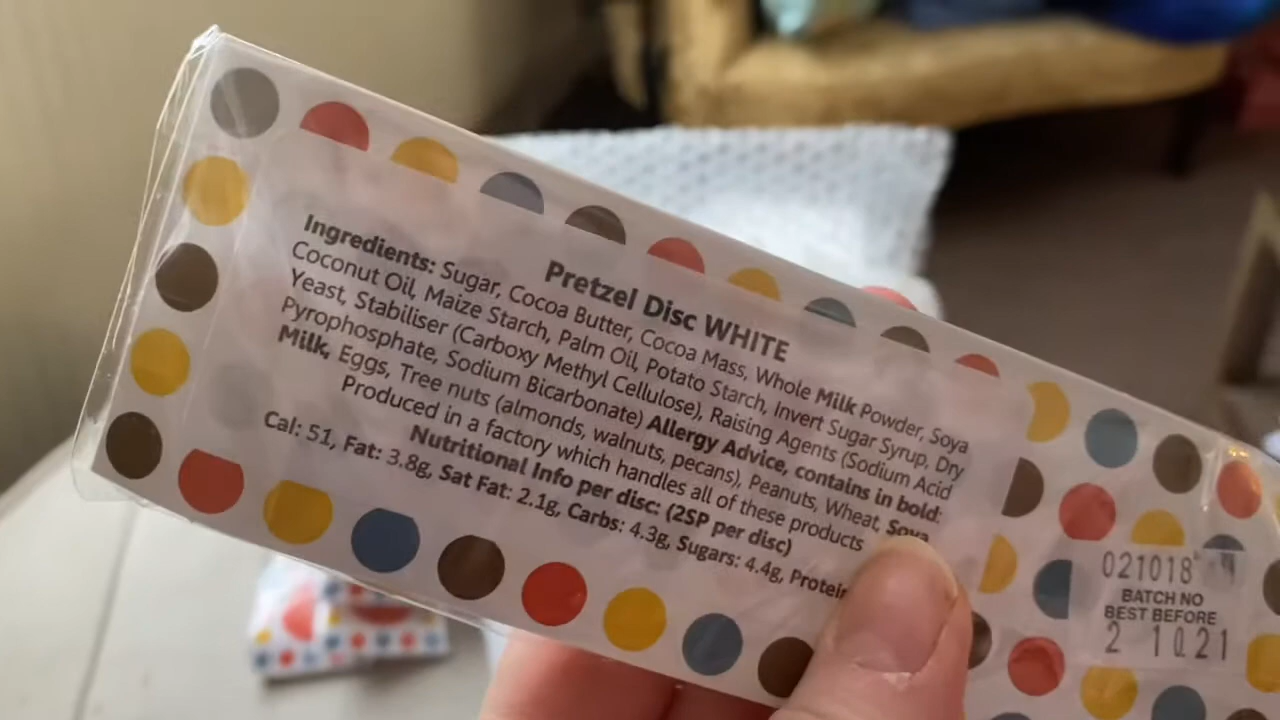 Pretzel Disc WHITE
Ingredients: Sugar, Cocoa Butter, Cocoa Mass, Whole Milk Powder, Soya
Coconut Oil, Maize Starch, Palm Oil, Potato Starch, Invert Sugar Syrup, Dry
Yeast, Stabiliser (Carboxy Methyl Cellulose), Raising Agents (Sodium Acid
Pyrophosphate, Sodium Bicarbonate) Allergy Advice, contains in bold:
Milk, Eggs, Tree nuts (almonds, walnuts, pecans), Peanuts, Wheat, Soya
Produced in a factory which handles all of these products
Nutritional Info per disc: (2SP per disc)
Cal: 51, Fat: 3.8g, Sat Fat: 2.1g, Carbs: 4.3g, Sugars: 4.4g, Protein
021018
BATCH NO
BEST BEFORE
2 10 21